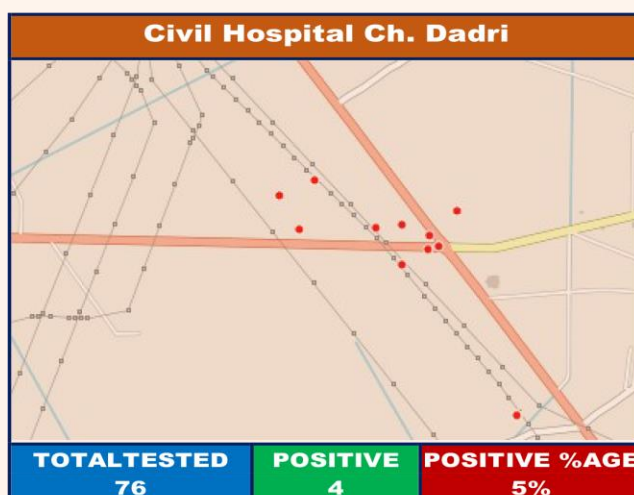 Civil Hospital Ch. Dadri
TOTALTESTED
76
POSITIVE
4
POSITIVE %AGE
5%